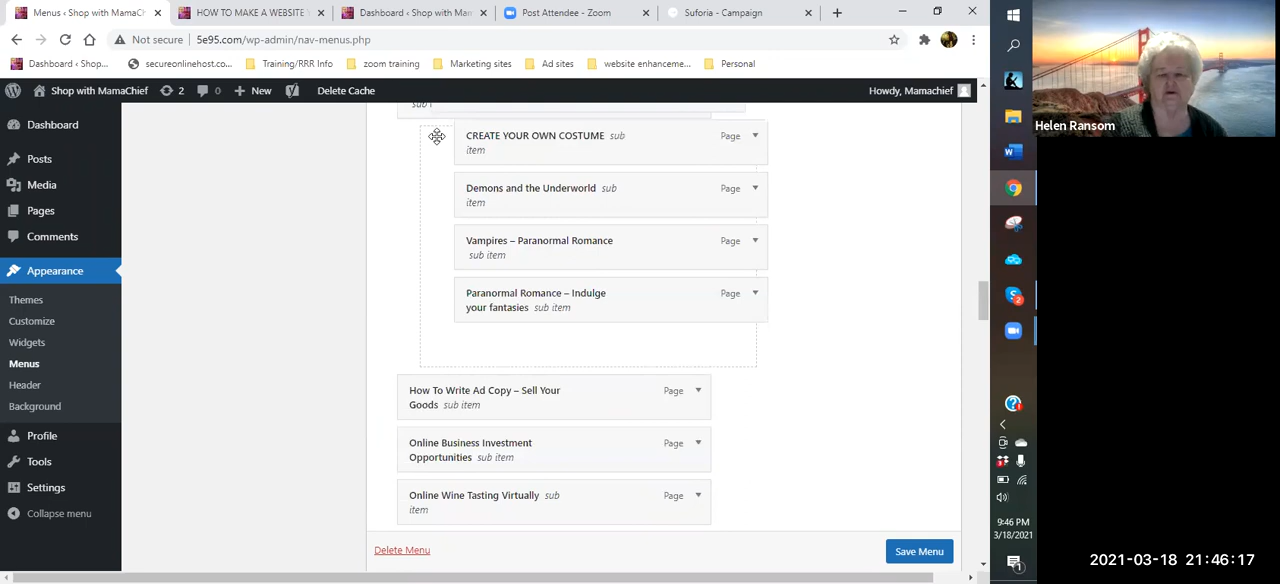 Menus ‹ Shop with MamaChi
HOW TO MAKE A WEBSITE
Dashboard ‹ Shop with Mam
Post Attendee - Zoom
Suforia - Campaign
Not secure
5e95.com/wp-admin/nav-menus.php
Dashboard ‹ Shop...
secureonlinehost.co...
Training/RRR Info
zoom training
Marketing sites
Ad sites
website enhanceme...
Personal
Shop with MamaChief
2
0
New
Delete Cache
Howdy, Mamachief
Dashboard
Posts
Media
Pages
Comments
Appearance
Themes
Customize
Widgets
Menus
Header
Background
Profile
Tools
Settings
Collapse menu
CREATE YOUR OWN COSTUME sub
item
Page
Demons and the Underworld sub
item
Page
Vampires – Paranormal Romance
sub item
Page
Paranormal Romance – Indulge
your fantasies sub item
Page
How To Write Ad Copy – Sell Your
Goods sub item
Page
Online Business Investment
Opportunities sub item
Page
Online Wine Tasting Virtually sub
item
Page
Delete Menu
Save Menu
Helen Ransom
9:46 PM
3/18/2021
2021-03-18 21:46:17